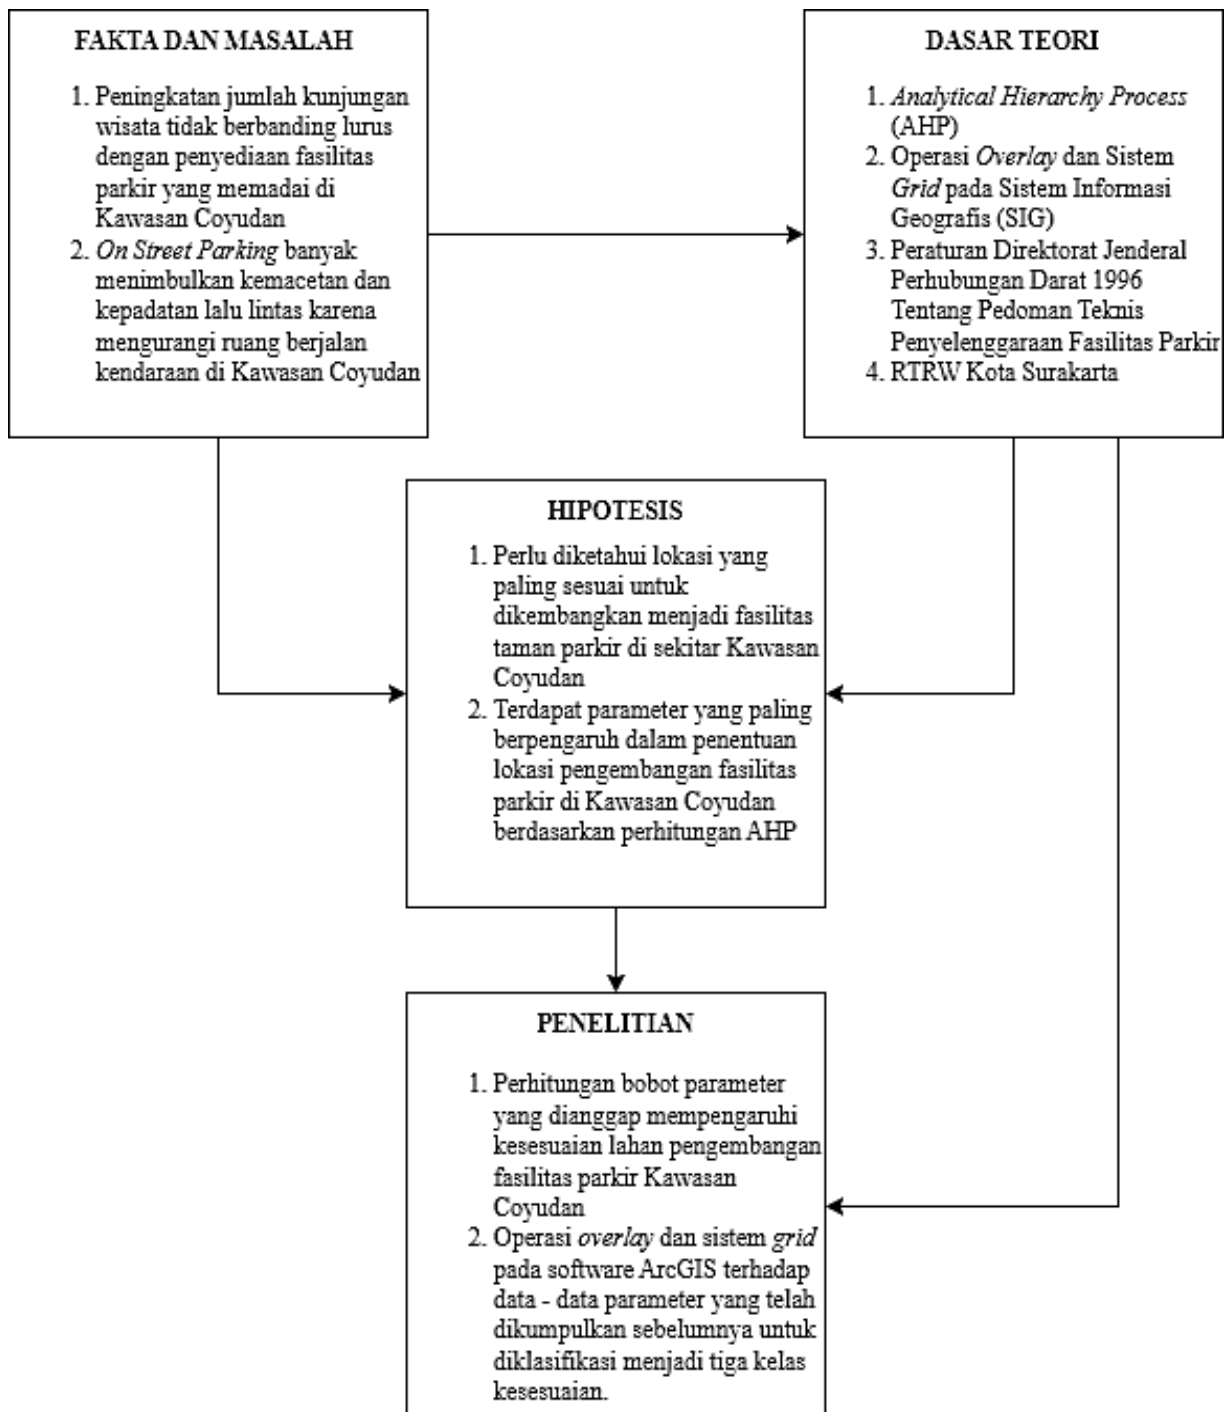 FAKTA DAN MASALAH
1. Peningkatan jumlah kunjungan
wisata tidak berbanding lurus
dengan penyediaan fasilitas
parkir yang memadai di
Kawasan Coyudan
2. On Street Parking banyak
menimbulkan kemacetan dan
kepadatan lalu lintas karena
mengurangi ruang berjalan
kendaraan di Kawasan Coyudan
DASAR TEORI
1. Analytical Hierarchy Process
(AHP)
2. Operasi Overlay dan Sistem
Grid pada Sistem Informasi
Geografis (SIG)
3. Peraturan Direktorat Jenderal
Perhubungan Darat 1996
Tentang Pedoman Teknis
Penyelenggaraan Fasilitas Parkir
4. RTRW Kota Surakarta
HIPOTESIS
1. Perlu diketahui lokasi yang
paling sesuai untuk
dikembangkan menjadi fasilitas
taman parkir di sekitar Kawasan
Coyudan
2. Terdapat parameter yang paling
berpengaruh dalam penentuan
lokasi pengembangan fasilitas
parkir di Kawasan Coyudan
berdasarkan perhitungan AHP
PENELITIAN
1. Perhitungan bobot parameter
yang dianggap mempengaruhi
kesesuaian lahan pengembangan
fasilitas parkir Kawasan
Coyudan
2. Operasi overlay dan sistem grid
pada software ArcGIS terhadap
data - data parameter yang telah
dikumpulkan sebelumnya untuk
diklasifikasi menjadi tiga kelas
kesesuaian.